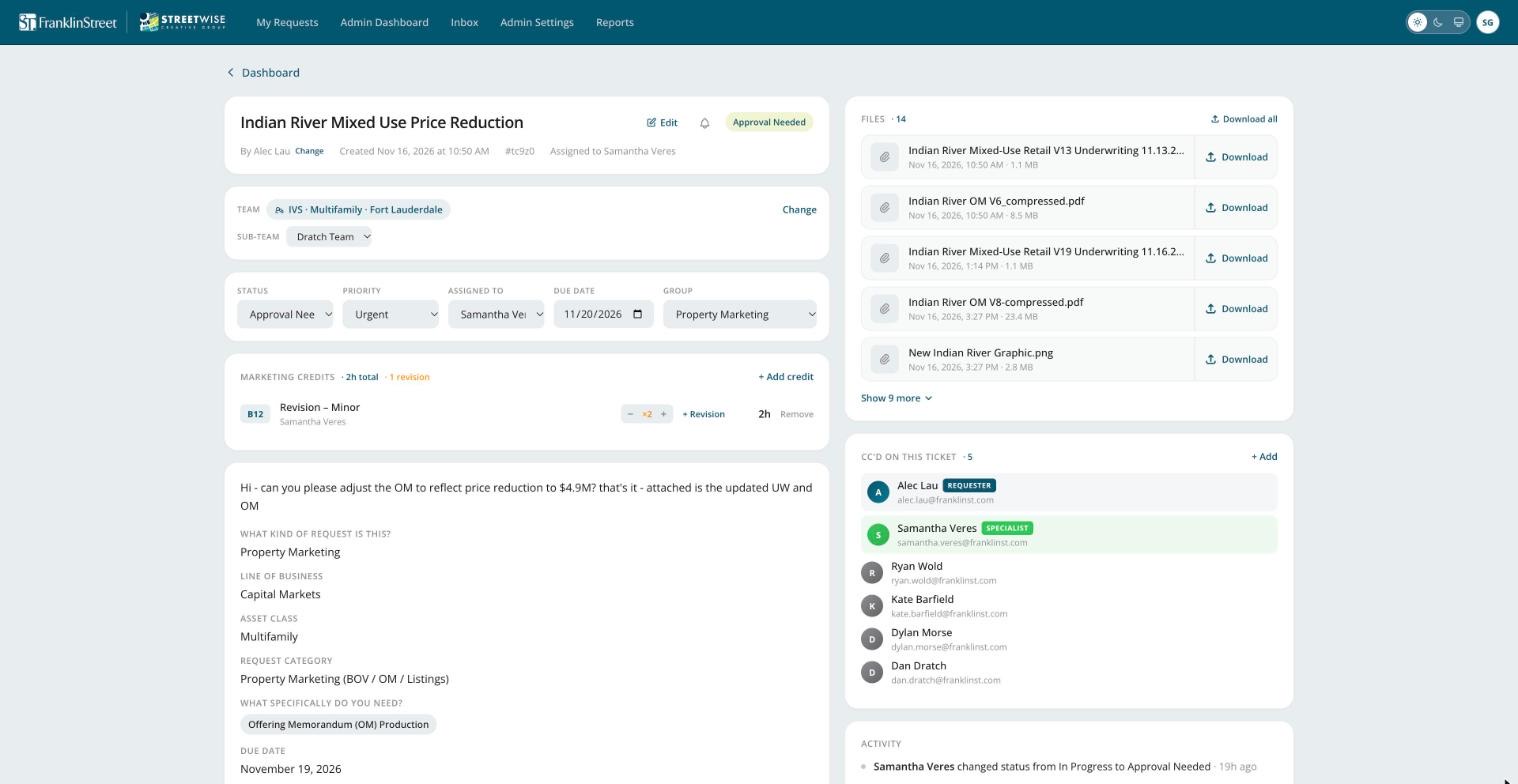 FranklinStreet
STREETWISE
CREATIVE GROUP
My Requests
Admin Dashboard
Inbox
Admin Settings
Reports
SG
Dashboard
Indian River Mixed Use Price Reduction
Edit
Approval Needed
By Alec Lau Change Created Nov 16, 2026 at 10:50 AM #tc9z0 Assigned to Samantha Veres
TEAM IVS · Multifamily · Fort Lauderdale
Change
SUB-TEAM Dratch Team
STATUS PRIORITY ASSIGNED TO DUE DATE GROUP
Approval Nee Urgent Samantha Ver 11/20/2026 Property Marketing
MARKETING CREDITS · 2h total · 1 revision
+ Add credit
B12 Revision – Minor
Samantha Veres
− ×2 + + Revision 2h Remove
Hi - can you please adjust the OM to reflect price reduction to $4.9M? that's it - attached is the updated UW and
OM
WHAT KIND OF REQUEST IS THIS?
Property Marketing
LINE OF BUSINESS
Capital Markets
ASSET CLASS
Multifamily
REQUEST CATEGORY
Property Marketing (BOV / OM / Listings)
WHAT SPECIFICALLY DO YOU NEED?
Offering Memorandum (OM) Production
DUE DATE
November 19, 2026
FILES · 14
Download all
Indian River Mixed-Use Retail V13 Underwriting 11.13.2...
Nov 16, 2026, 10:50 AM · 1.1 MB
Download
Indian River OM V6_compressed.pdf
Nov 16, 2026, 10:50 AM · 8.5 MB
Download
Indian River Mixed-Use Retail V19 Underwriting 11.16.2...
Nov 16, 2026, 1:14 PM · 1.1 MB
Download
Indian River OM V8-compressed.pdf
Nov 16, 2026, 3:27 PM · 23.4 MB
Download
New Indian River Graphic.png
Nov 16, 2026, 3:27 PM · 2.8 MB
Download
Show 9 more
CC'D ON THIS TICKET · 5
+ Add
A Alec Lau REQUESTER
alec.lau@franklinst.com
S Samantha Veres SPECIALIST
samantha.veres@franklinst.com
R Ryan Wold
ryan.wold@franklinst.com
K Kate Barfield
kate.barfield@franklinst.com
D Dylan Morse
dylan.morse@franklinst.com
D Dan Dratch
dan.dratch@franklinst.com
ACTIVITY
Samantha Veres changed status from In Progress to Approval Needed · 19h ago